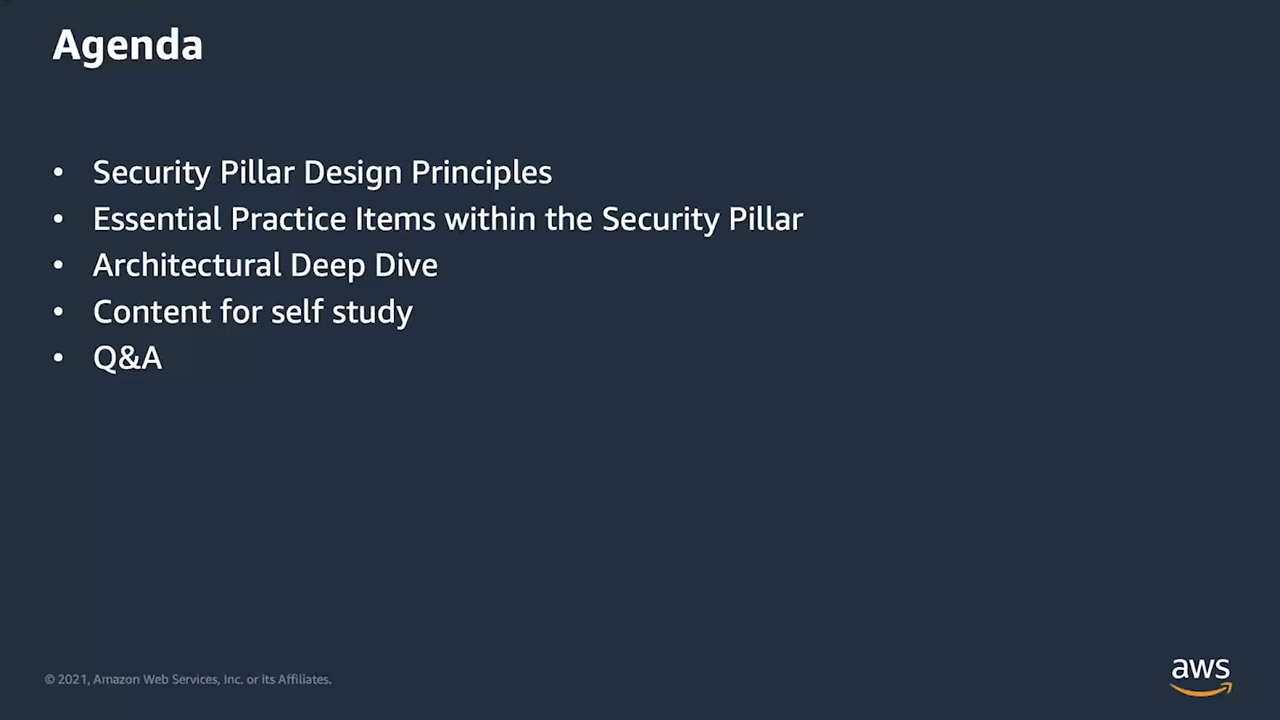 Agenda
• Security Pillar Design Principles
• Essential Practice Items within the Security Pillar
• Architectural Deep Dive
• Content for self study
• Q&A
© 2021, Amazon Web Services, Inc. or its Affiliates.
aws